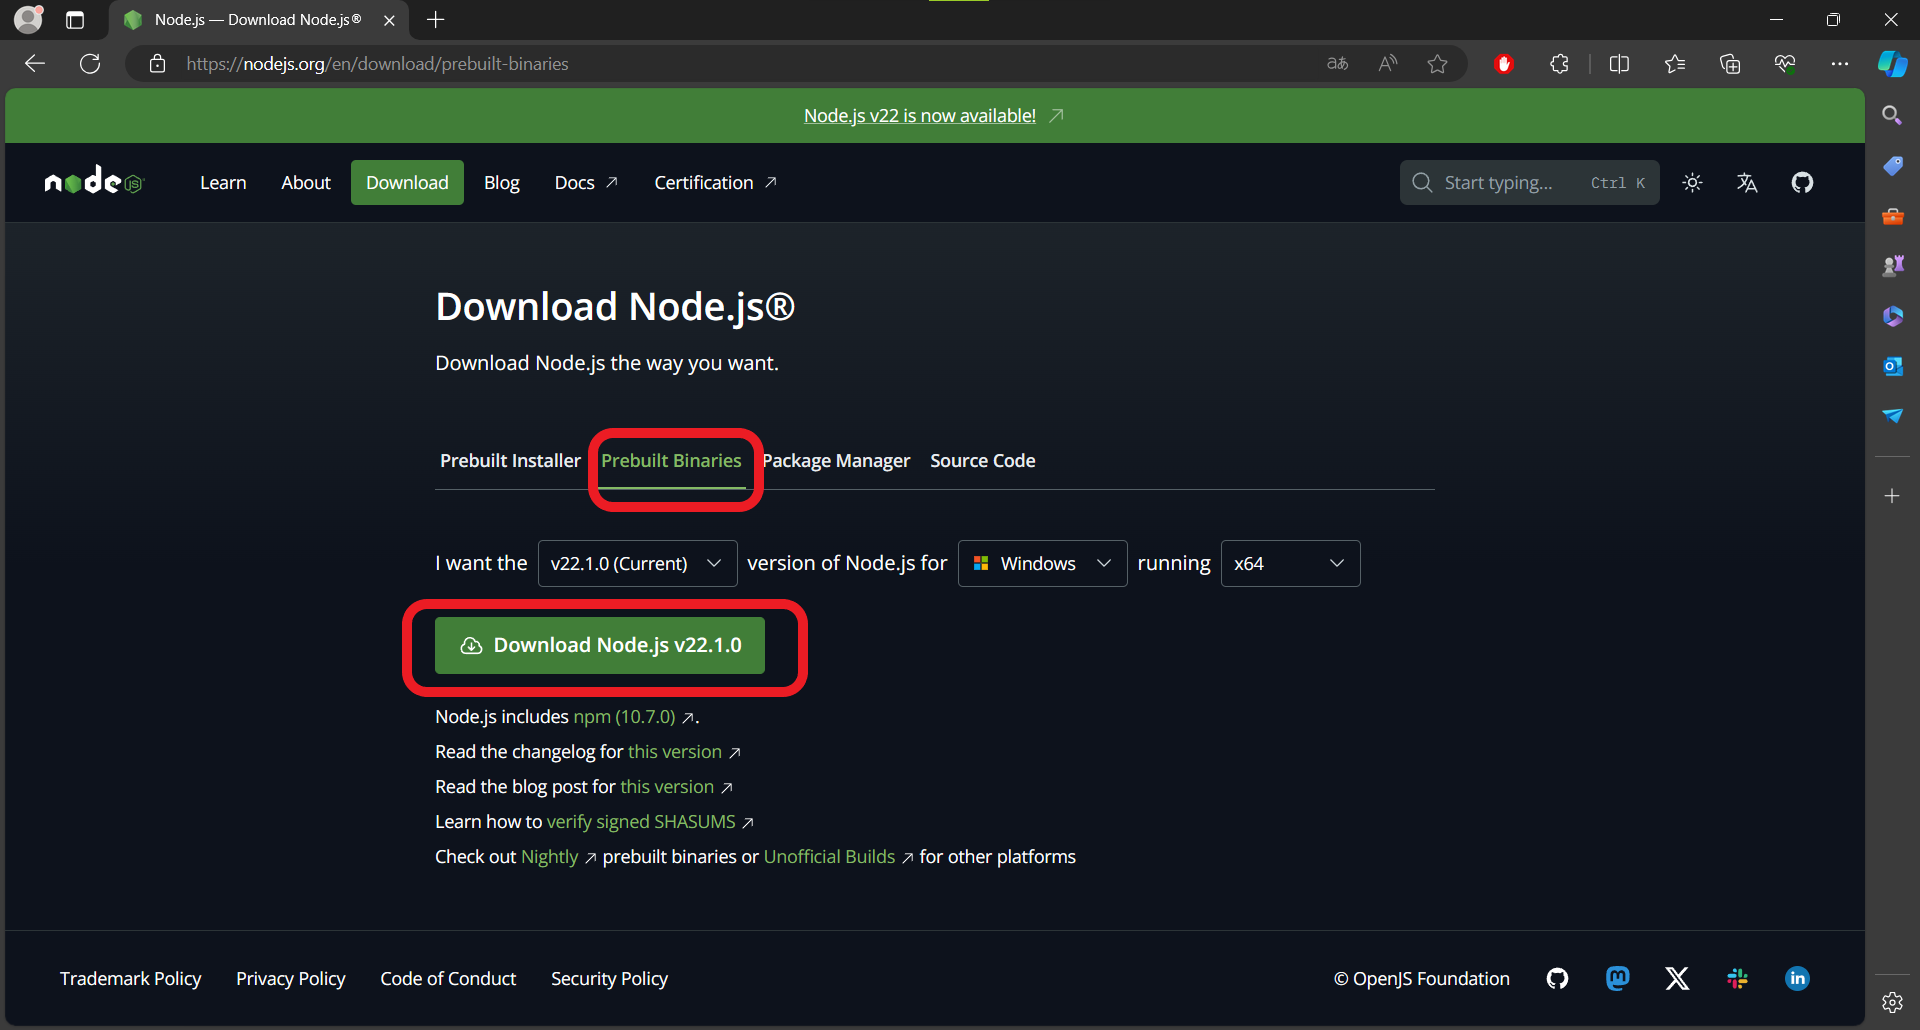 Node.js — Download Node.js®
https://nodejs.org/en/download/prebuilt-binaries
Node.js v22 is now available!
node JS
Learn About Download Blog Docs Certification
Start typing... Ctrl K
Download Node.js®
Download Node.js the way you want.
Prebuilt Installer Prebuilt Binaries Package Manager Source Code
I want the v22.1.0 (Current) version of Node.js for Windows running x64
Download Node.js v22.1.0
Node.js includes npm (10.7.0) .
Read the changelog for this version
Read the blog post for this version
Learn how to verify signed SHASUMS
Check out Nightly prebuilt binaries or Unofficial Builds for other platforms
Trademark Policy Privacy Policy Code of Conduct Security Policy
© OpenJS Foundation